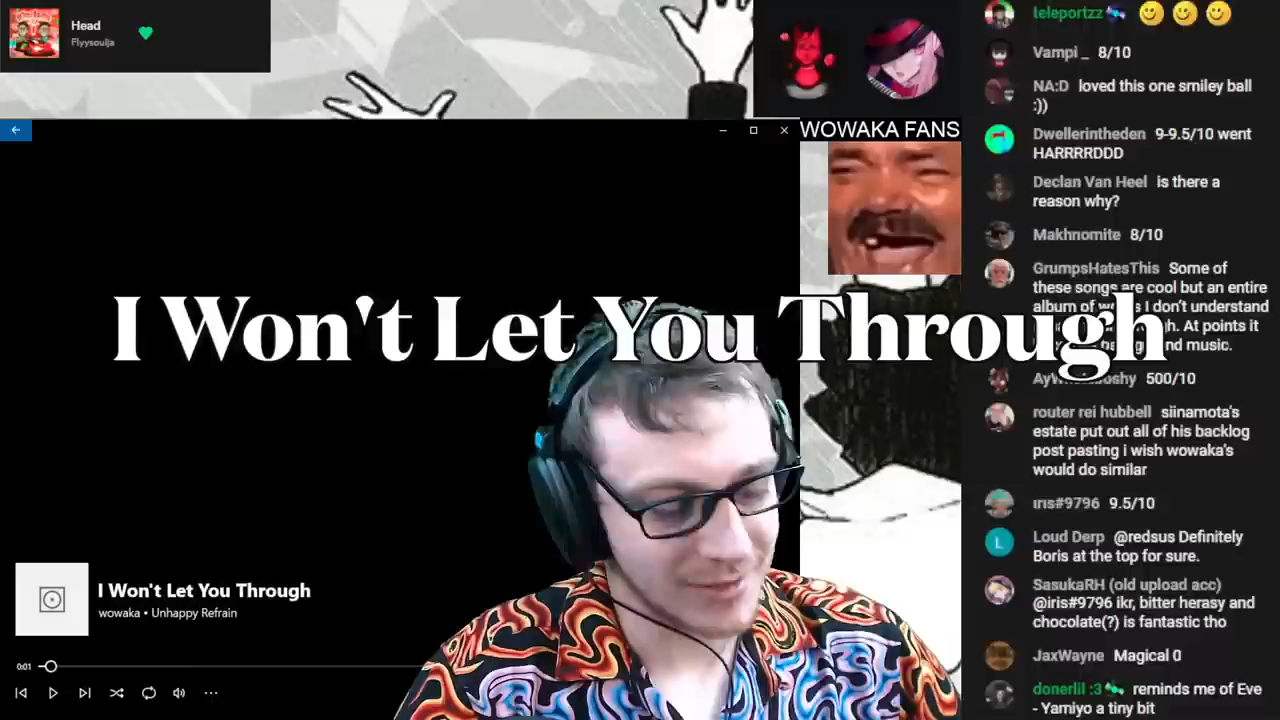 Head
Flyysoulja
WOWAKA FANS
I Won't Let You Through
I Won't Let You Through
wowaka • Unhappy Refrain
0:01
teleportzz
Vampi_ 8/10
NA:D loved this one smiley ball
:))
Dwellerintheden 9-9.5/10 went
HARRRRDDD
Declan Van Heel is there a
reason why?
Makhnomite 8/10
GrumpsHatesThis Some of
these songs are cool but an entire
album of I don't understand
At points it
nd music.
500/10
router rei hubbell siinamota's
estate put out all of his backlog
post pasting i wish wowaka's
would do similar
ıris#9796 9.5/10
L
Loud Derp @redsus Definitely
Boris at the top for sure.
SasukaRH (old upload acc)
@iris#9796 ikr, bitter herasy and
chocolate(?) is fantastic tho
JaxWayne Magical 0
donerlil :3 reminds me of Eve
- Yamiyo a tiny bit